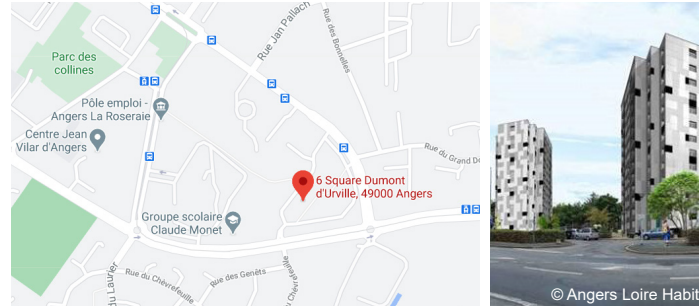 Rue Jan Pallach
Rue des Bonnelles
Parc des
collines
Pôle emploi -
Angers La Roseraie
Centre Jean
Vilar d'Angers
Rue du Grand Do
6 Square Dumont
d'Urville, 49000 Angers
Groupe scolaire
Claude Monet
du Laurier
Rue du Chèvrefeuille
Rue des Genêts
Chèvrefeuille
© Angers Loire Habit